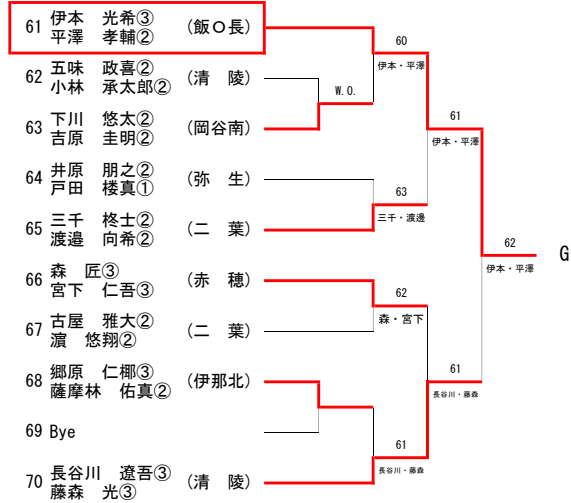 61 伊本 光希③ (飯O長)
平澤 孝輔②
62 五味 政喜② (清 陵)
小林 承太郎②
63 下川 悠太② (岡谷南)
吉原 圭明②
64 井原 朋之② (弥 生)
戸田 楼真①
65 三千 柊士② (二 葉)
渡邉 向希②
66 森 匠③ (赤 穂)
宮下 仁吾③
67 古屋 雅大② (二 葉)
濵 悠翔②
68 郷原 仁椰③ (伊那北)
薩摩林 佑真②
69 Bye
70 長谷川 遼吾③ (清 陵)
藤森 光③
60
伊本・平澤
W.O.
61
伊本・平澤
63
三千・渡邉
62
伊本・平澤
G
62
森・宮下
61
長谷川・藤森
61
長谷川・藤森